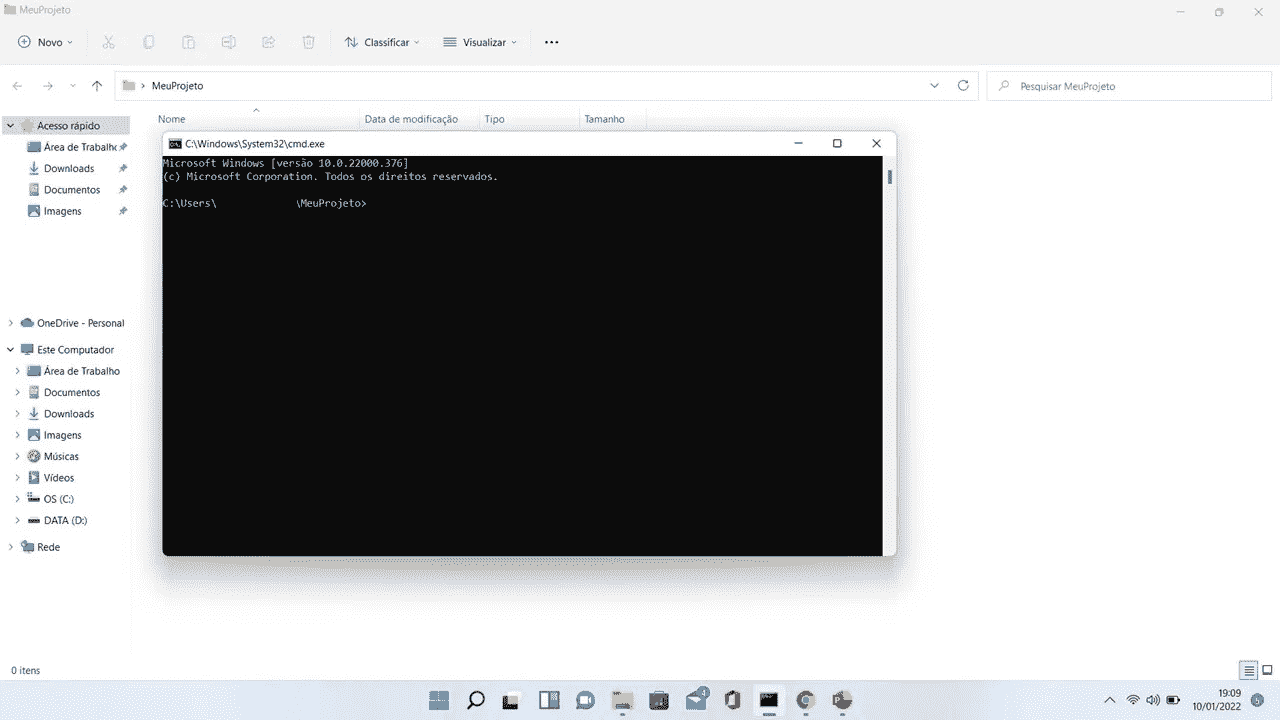 MeuProjeto
Novo
Classificar
Visualizar
MeuProjeto
Pesquisar MeuProjeto
Nome Data de modificação Tipo Tamanho
Acesso rápido
Área de Trabalho
Downloads
Documentos
Imagens
OneDrive - Personal
Este Computador
Área de Trabalho
Documentos
Downloads
Imagens
Músicas
Vídeos
OS (C:)
DATA (D:)
Rede
C:\Windows\System32\cmd.exe
Microsoft Windows [versão 10.0.22000.376]
(c) Microsoft Corporation. Todos os direitos reservados.
C:\Users\ \MeuProjeto>
0 itens
4
19:09
10/01/2022
5